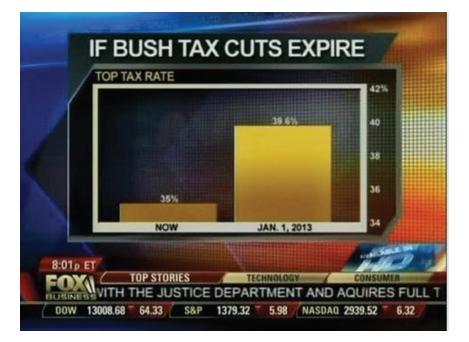 IF BUSH TAX CUTS EXPIRE
TOP TAX RATE
42%
40
38
36
34
39.6%
35%
NOW
JAN. 1, 2013
8:01p ET
HD
TOP STORIES
TECHNOLOGY
CONSUMER
FOX
BUSINESS
WITH THE JUSTICE DEPARTMENT AND AQUIRES FULL T
DOW 13008.68 64.33 S&P 1379.32 5.98 NASDAQ 2939.52 6.32